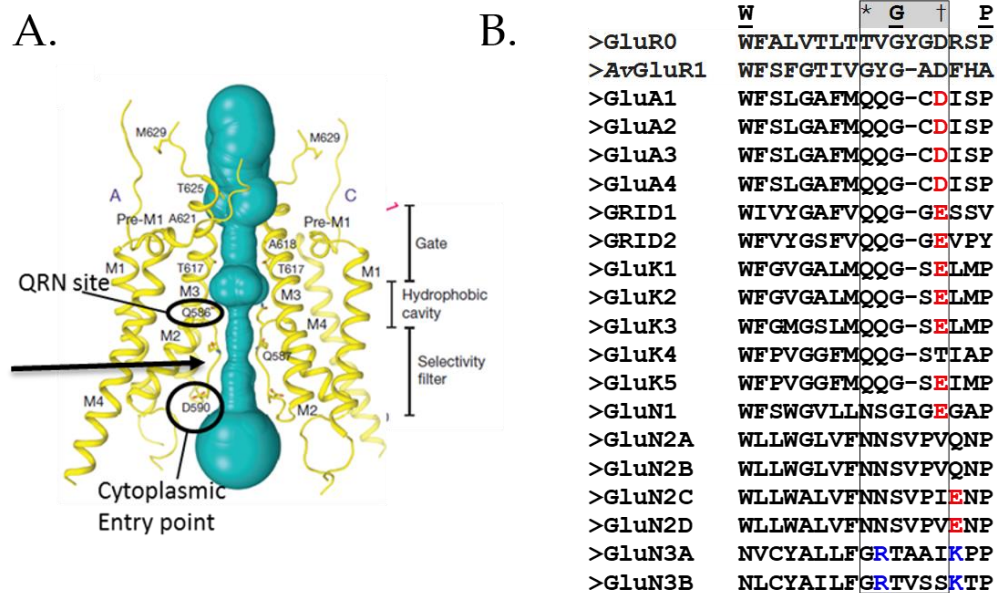 A.
M629
M629
T625
A
C
Pre-M1
A621
Pre-M1
A618
Gate
M1
T617
T617
M1
QRN site
M3
M3
Hydrophobic
cavity
Q586
M4
M2
Q587
Selectivity
filter
D590
M4
M2
Cytoplasmic
Entry point
B.
W * G † P
>GluR0 WFALVTLTTVGYGDRSP
>AvGluR1 WFSFGTIVGYG-ADFHA
>GluA1 WFSLGAFMQQG-CDISP
>GluA2 WFSLGAFMQQG-CDISP
>GluA3 WFSLGAFMQQG-CDISP
>GluA4 WFSLGAFMQQG-CDISP
>GRID1 WIVYGAFVQQG-GESSV
>GRID2 WFVYGSFVQQG-GEVPY
>GluK1 WFGVGALMQQG-SELMP
>GluK2 WFGVGALMQQG-SELMP
>GluK3 WFGMGSLMQQG-SELMP
>GluK4 WFPVGGFMQQG-STIAP
>GluK5 WFPVGGFMQQG-SEIMP
>GluN1 WFSWGVLLNSGIGEGAP
>GluN2A WLLWGLVFNNSVPVQNP
>GluN2B WLLWGLVFNNSVPVQNP
>GluN2C WLLWALVFNNSVPIENP
>GluN2D WLLWALVFNNSVPVENP
>GluN3A NVCYALLFGRTAAIKPP
>GluN3B NLCYAILFGRTVSSKTP